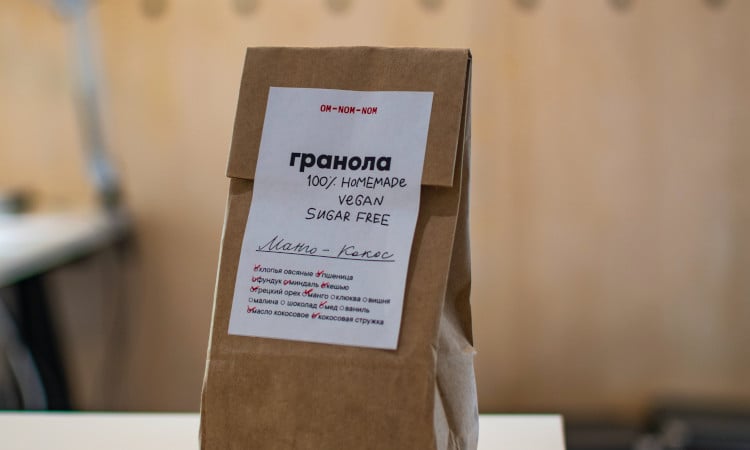 OM-NOM-NOM
гранола
100% HOMEMADE
VEGAN
SUGAR FREE
Манго - Кокос
хлопья овсяные пшеница
фундук миндаль кешью
грецкий орех манго клюква вишня
малина шоколад мед ваниль
масло кокосовое кокосовая стружка